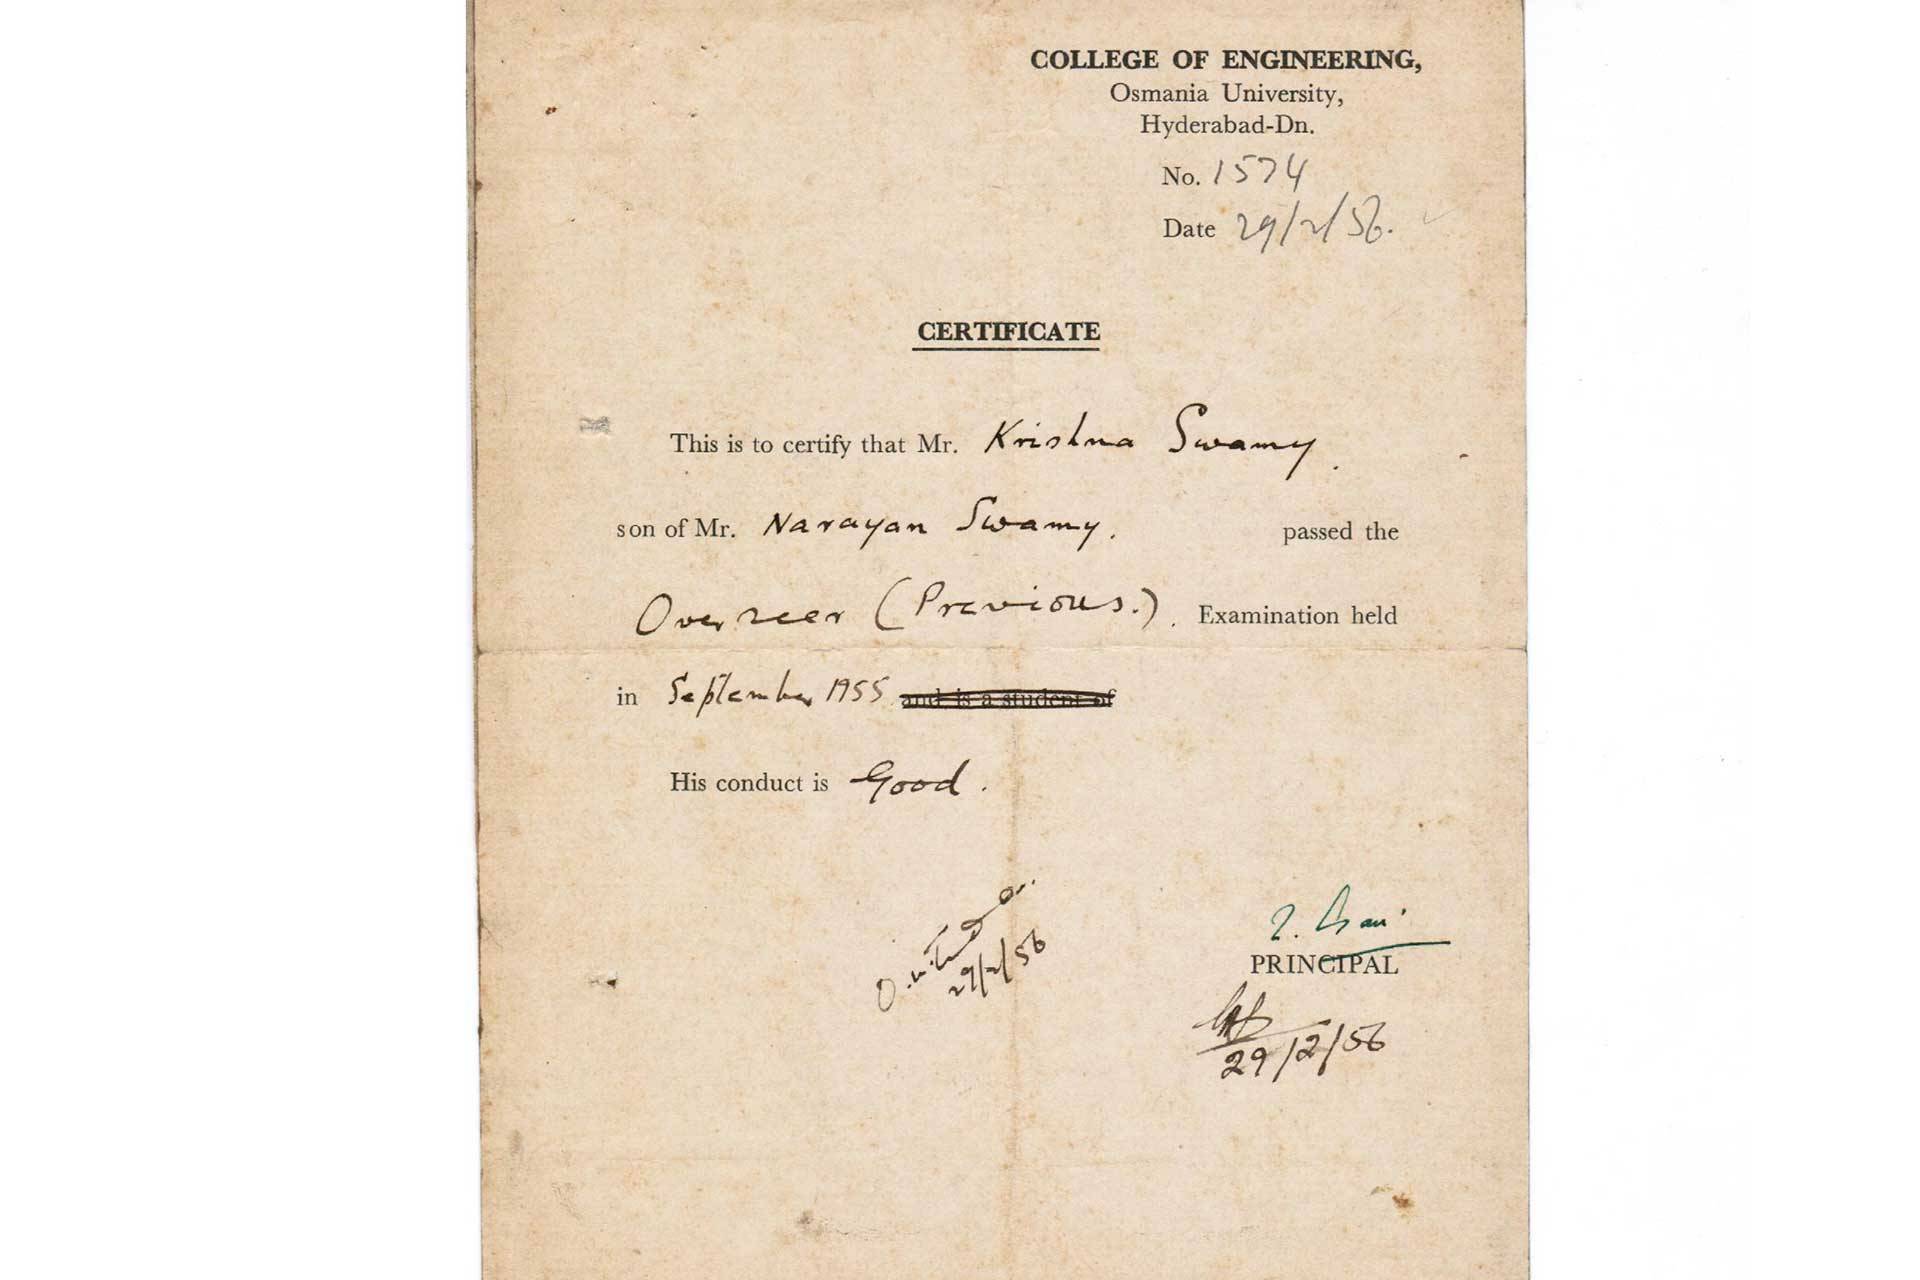 COLLEGE OF ENGINEERING,
Osmania University,
Hyderabad-Dn.
No. 1574
Date 29/2/56.
CERTIFICATE
This is to certify that Mr. Krishna Swamy.
son of Mr. Narayan Swamy. passed the
Overseer (Previous.). Examination held
in September 1955 and is a student of
His conduct is Good.
29/2/56
PRINCIPAL
29/2/56